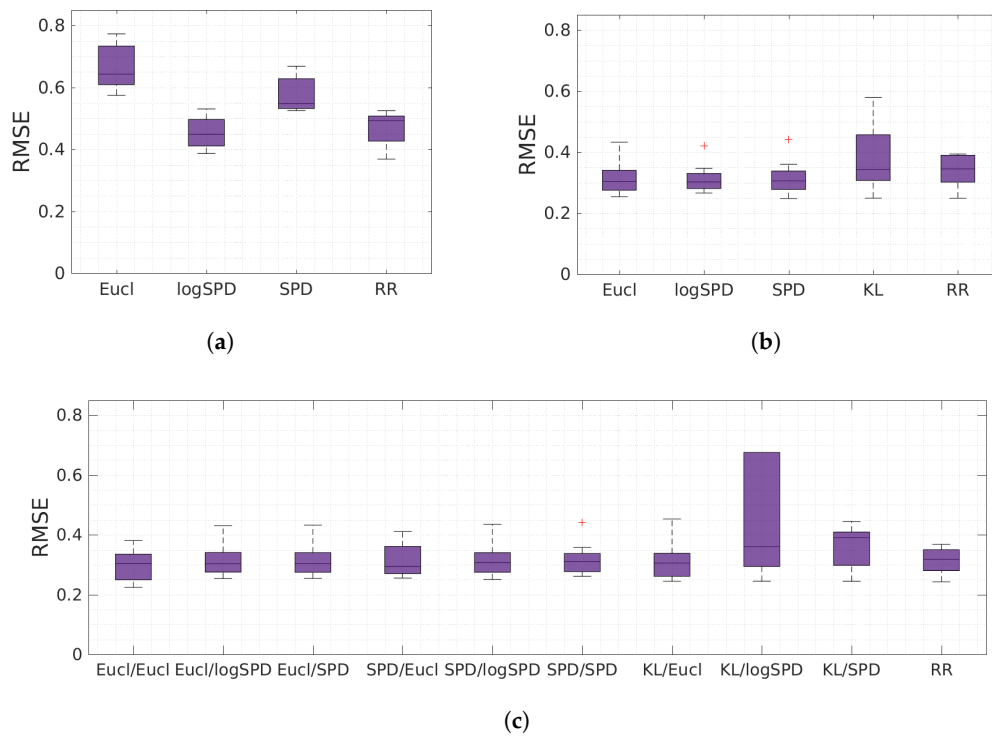 0.8
0.6
0.4
0.2
0
RMSE
Eucl logSPD SPD RR
(a)
0.8
0.6
0.4
0.2
0
RMSE
Eucl logSPD SPD KL RR
(b)
0.8
0.6
0.4
0.2
0
RMSE
Eucl/Eucl Eucl/logSPD Eucl/SPD SPD/Eucl SPD/logSPD SPD/SPD KL/Eucl KL/logSPD KL/SPD RR
(c)